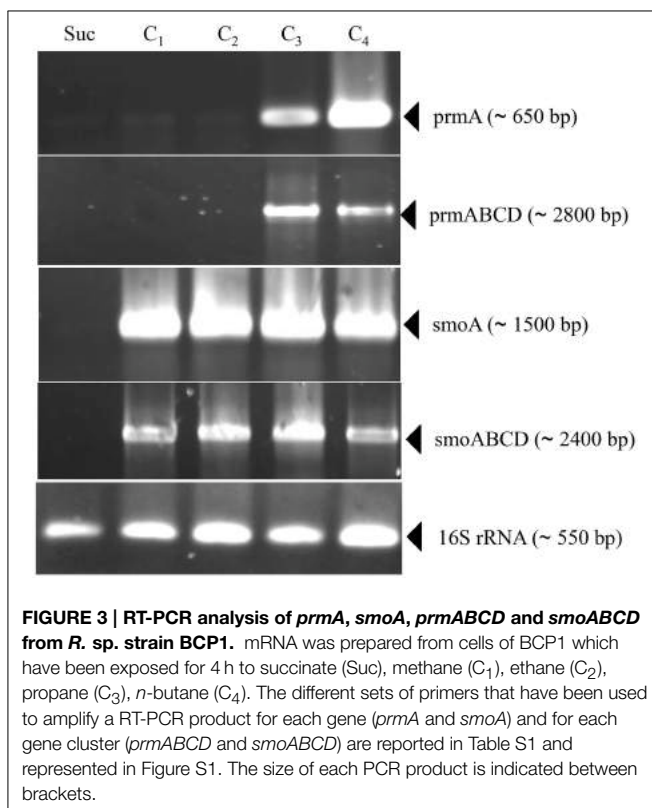 Suc C₁ C₂ C₃ C₄
prmA (~ 650 bp)
prmABCD (~ 2800 bp)
smoA (~ 1500 bp)
smoABCD (~ 2400 bp)
16S rRNA (~ 550 bp)
FIGURE 3 | RT-PCR analysis of prmA, smoA, prmABCD and smoABCD
from R. sp. strain BCP1. mRNA was prepared from cells of BCP1 which
have been exposed for 4 h to succinate (Suc), methane (C₁), ethane (C₂),
propane (C₃), n-butane (C₄). The different sets of primers that have been used
to amplify a RT-PCR product for each gene (prmA and smoA) and for each
gene cluster (prmABCD and smoABCD) are reported in Table S1 and
represented in Figure S1. The size of each PCR product is indicated between
brackets.